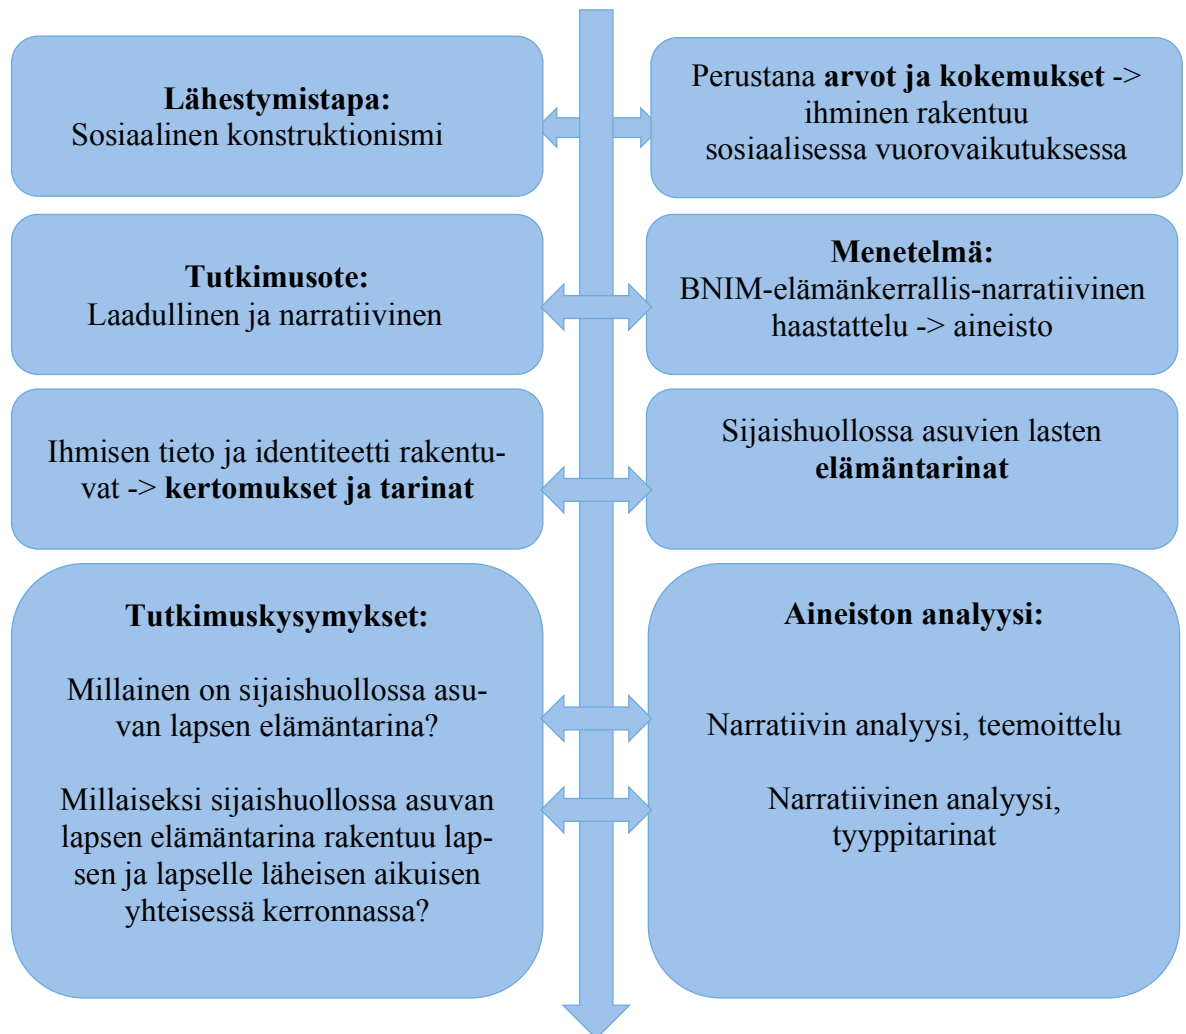 Lähestymistapa:
Sosiaalinen konstruktionismi
Perustana arvot ja kokemukset ->
ihminen rakentuu
sosiaalisessa vuorovaikutuksessa
Tutkimusote:
Laadullinen ja narratiivinen
Menetelmä:
BNIM-elämänkerrallis-narratiivinen
haastattelu -> aineisto
Ihmisen tieto ja identiteetti rakentu-
vat -> kertomukset ja tarinat
Sijaishuollossa asuvien lasten
elämäntarinat
Tutkimuskysymykset:
Millainen on sijaishuollossa asu-
van lapsen elämäntarina?
Millaiseksi sijaishuollossa asuvan
lapsen elämäntarina rakentuu lap-
sen ja lapselle läheisen aikuisen
yhteisessä kerronnassa?
Aineiston analyysi:
Narratiivin analyysi, teemoittelu
Narratiivinen analyysi,
tyyppitarinat